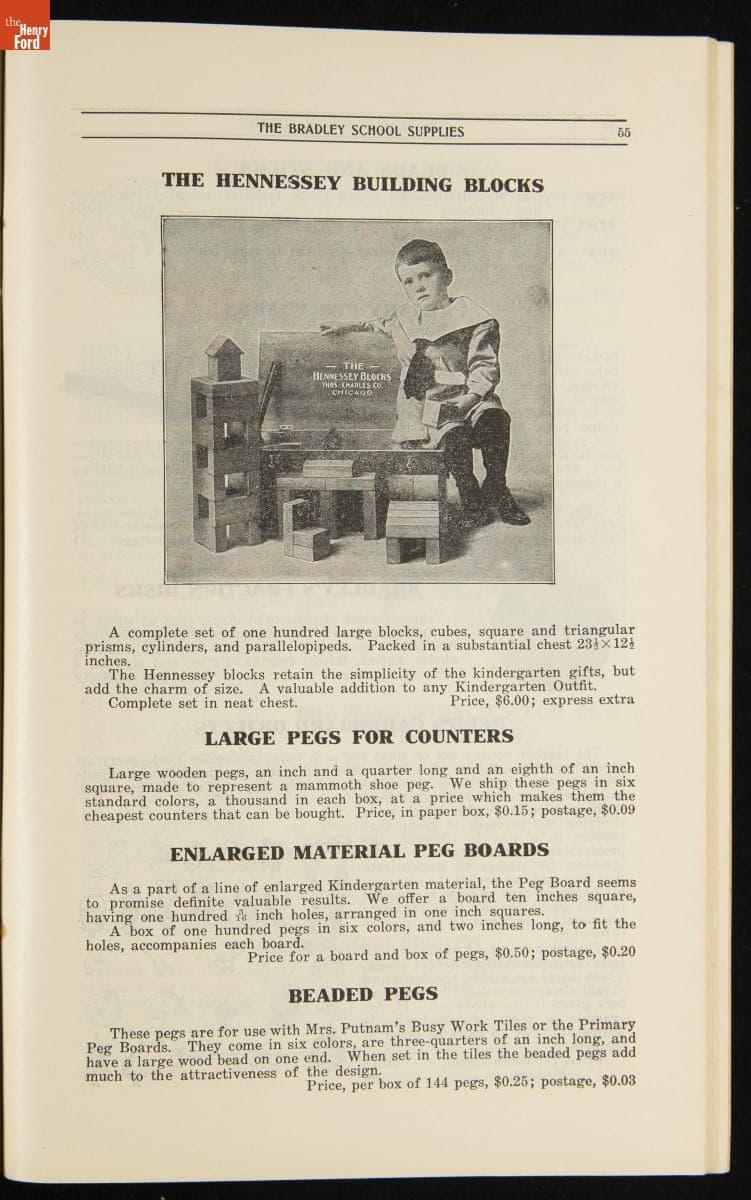 the
Henry
Ford
THE BRADLEY SCHOOL SUPPLIES 55
THE HENNESSEY BUILDING BLOCKS
— THE —
HENNESSEY BLOCKS
THOS. CHARLES CO.
CHICAGO
A complete set of one hundred large blocks, cubes, square and triangular
prisms, cylinders, and parallelopipeds. Packed in a substantial chest 23½×12½
inches.
The Hennessey blocks retain the simplicity of the kindergarten gifts, but
add the charm of size. A valuable addition to any Kindergarten Outfit.
Complete set in neat chest. Price, $6.00; express extra
LARGE PEGS FOR COUNTERS
Large wooden pegs, an inch and a quarter long and an eighth of an inch
square, made to represent a mammoth shoe peg. We ship these pegs in six
standard colors, a thousand in each box, at a price which makes them the
cheapest counters that can be bought. Price, in paper box, $0.15; postage, $0.09
ENLARGED MATERIAL PEG BOARDS
As a part of a line of enlarged Kindergarten material, the Peg Board seems
to promise definite valuable results. We offer a board ten inches square,
having one hundred inch holes, arranged in one inch squares.
A box of one hundred pegs in six colors, and two inches long, to fit the
holes, accompanies each board.
Price for a board and box of pegs, $0.50; postage, $0.20
BEADED PEGS
These pegs are for use with Mrs. Putnam's Busy Work Tiles or the Primary
Peg Boards. They come in six colors, are three-quarters of an inch long, and
have a large wood bead on one end. When set in the tiles the beaded pegs add
much to the attractiveness of the design.
Price, per box of 144 pegs, $0.25; postage, $0.03